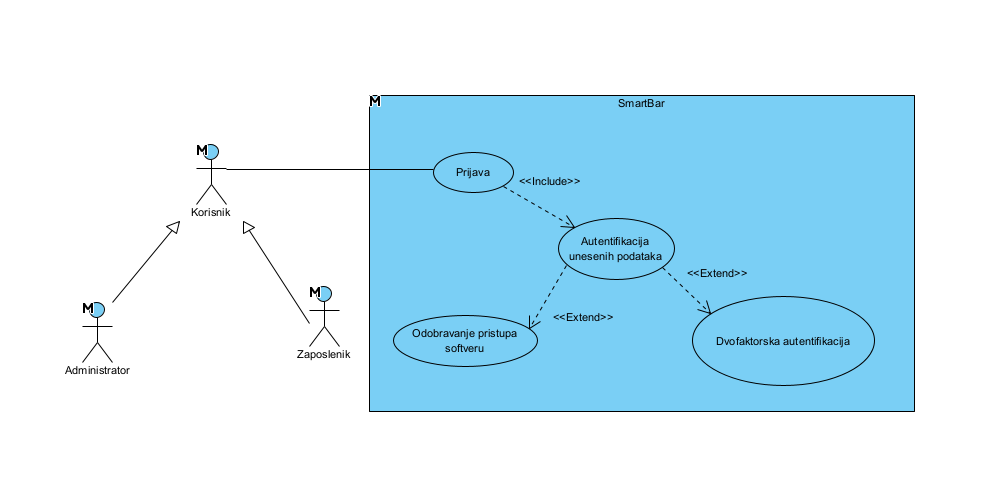 M
SmartBar
M
Korisnik
Prijava
<<Include>>
Autentifikacija
unesenih podataka
<<Extend>>
<<Extend>>
Odobravanje pristupa
softveru
Dvofaktorska autentifikacija
M
Administrator
M
Zaposlenik